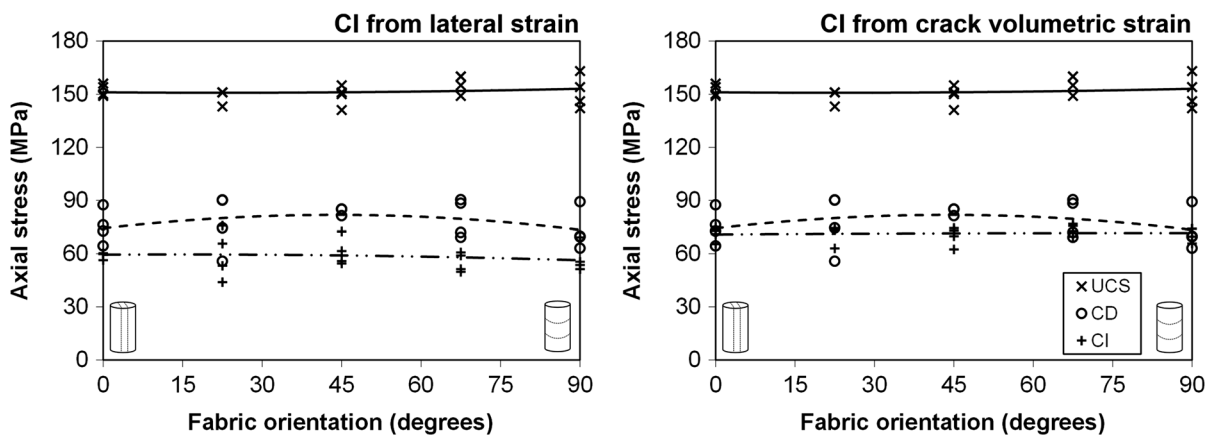 CI from lateral strain
180
150
120
90
60
30
0
Axial stress (MPa)
0 15 30 45 60 75 90
Fabric orientation (degrees)
CI from crack volumetric strain
180
150
120
90
60
30
0
Axial stress (MPa)
UCS
CD
CI
0 15 30 45 60 75 90
Fabric orientation (degrees)